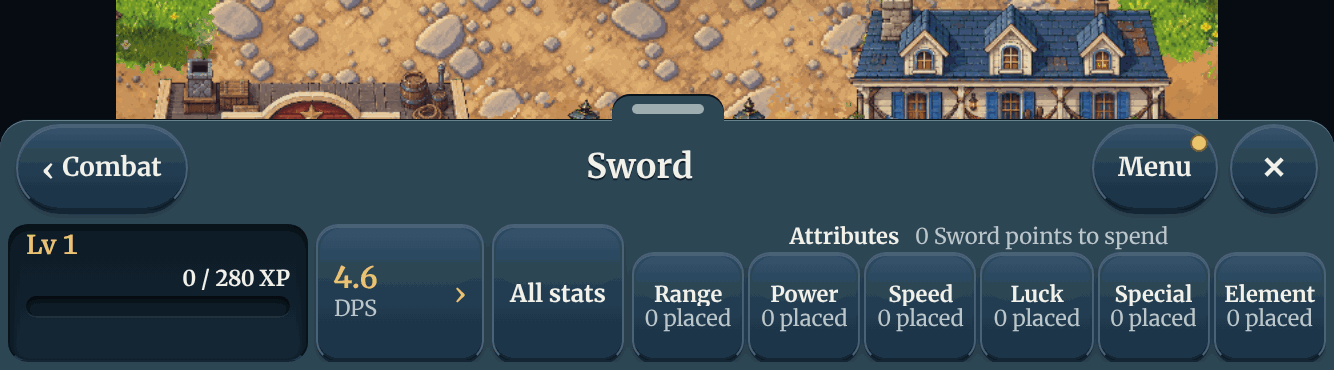 ‹ Combat
Sword
Menu
×
Lv 1
0 / 280 XP
4.6
DPS
›
All stats
Attributes 0 Sword points to spend
Range
0 placed
Power
0 placed
Speed
0 placed
Luck
0 placed
Special
0 placed
Element
0 placed